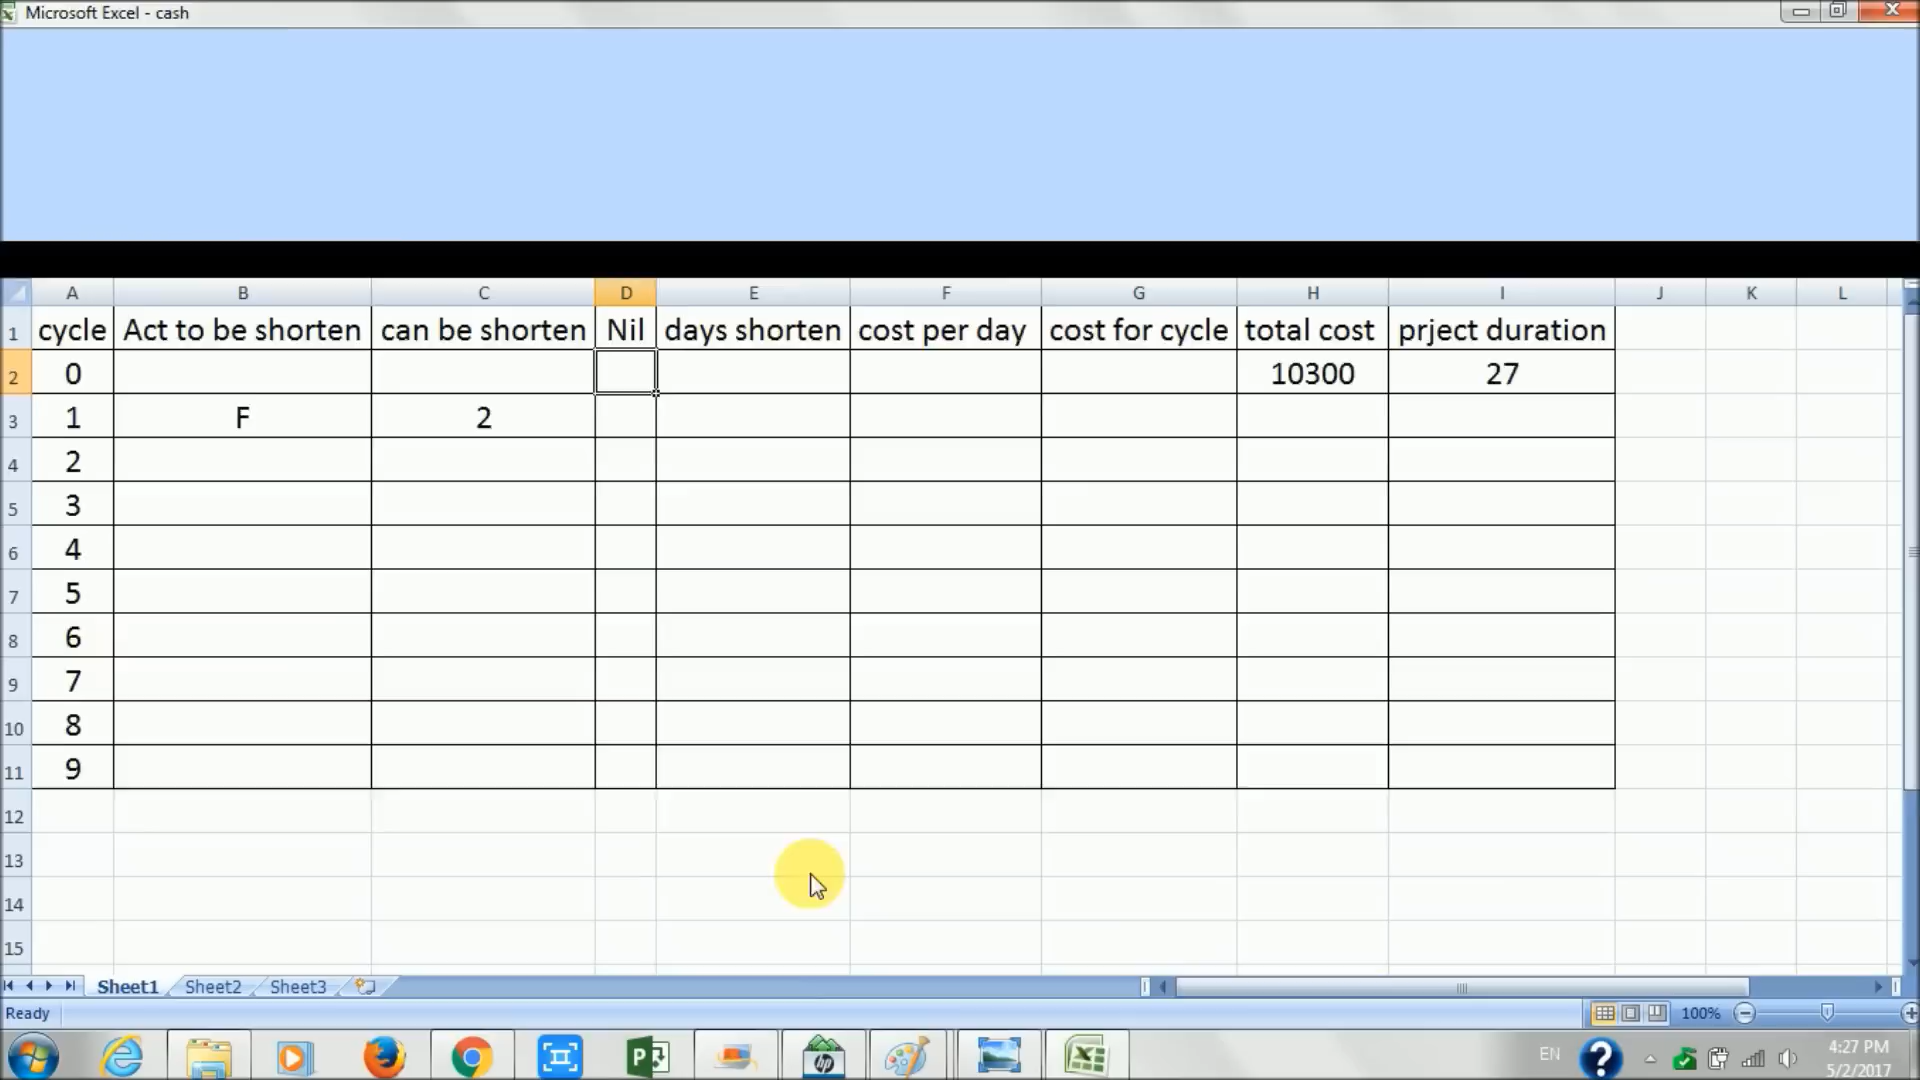 Microsoft Excel - cash
A B C D E F G H I J K L
1 cycle Act to be shorten can be shorten Nil days shorten cost per day cost for cycle total cost prject duration
2 0 10300 27
3 1 F 2
4 2
5 3
6 4
7 5
8 6
9 7
10 8
11 9
12
13
14
15
Sheet1 Sheet2 Sheet3
Ready 100%
EN 4:27 PM
5/2/2017